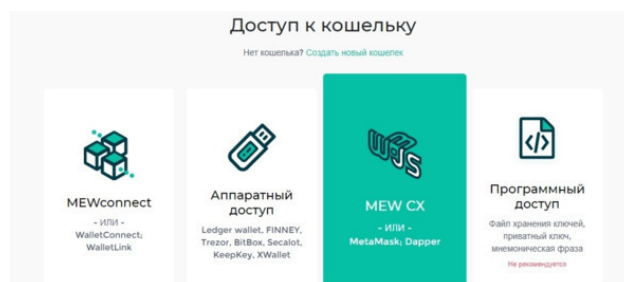 Доступ к кошельку
Нет кошелька? Создать новый кошелек
MEWconnect
- ИЛИ -
WalletConnect;
WalletLink
Аппаратный
доступ
Ledger wallet, FINNEY,
Trezor, BitBox, Secalot,
KeepKey, XWallet
MEW CX
- ИЛИ -
MetaMask; Dapper
Программный
доступ
Файл хранения ключей,
приватный ключ,
мнемоническая фраза
Не рекомендуется